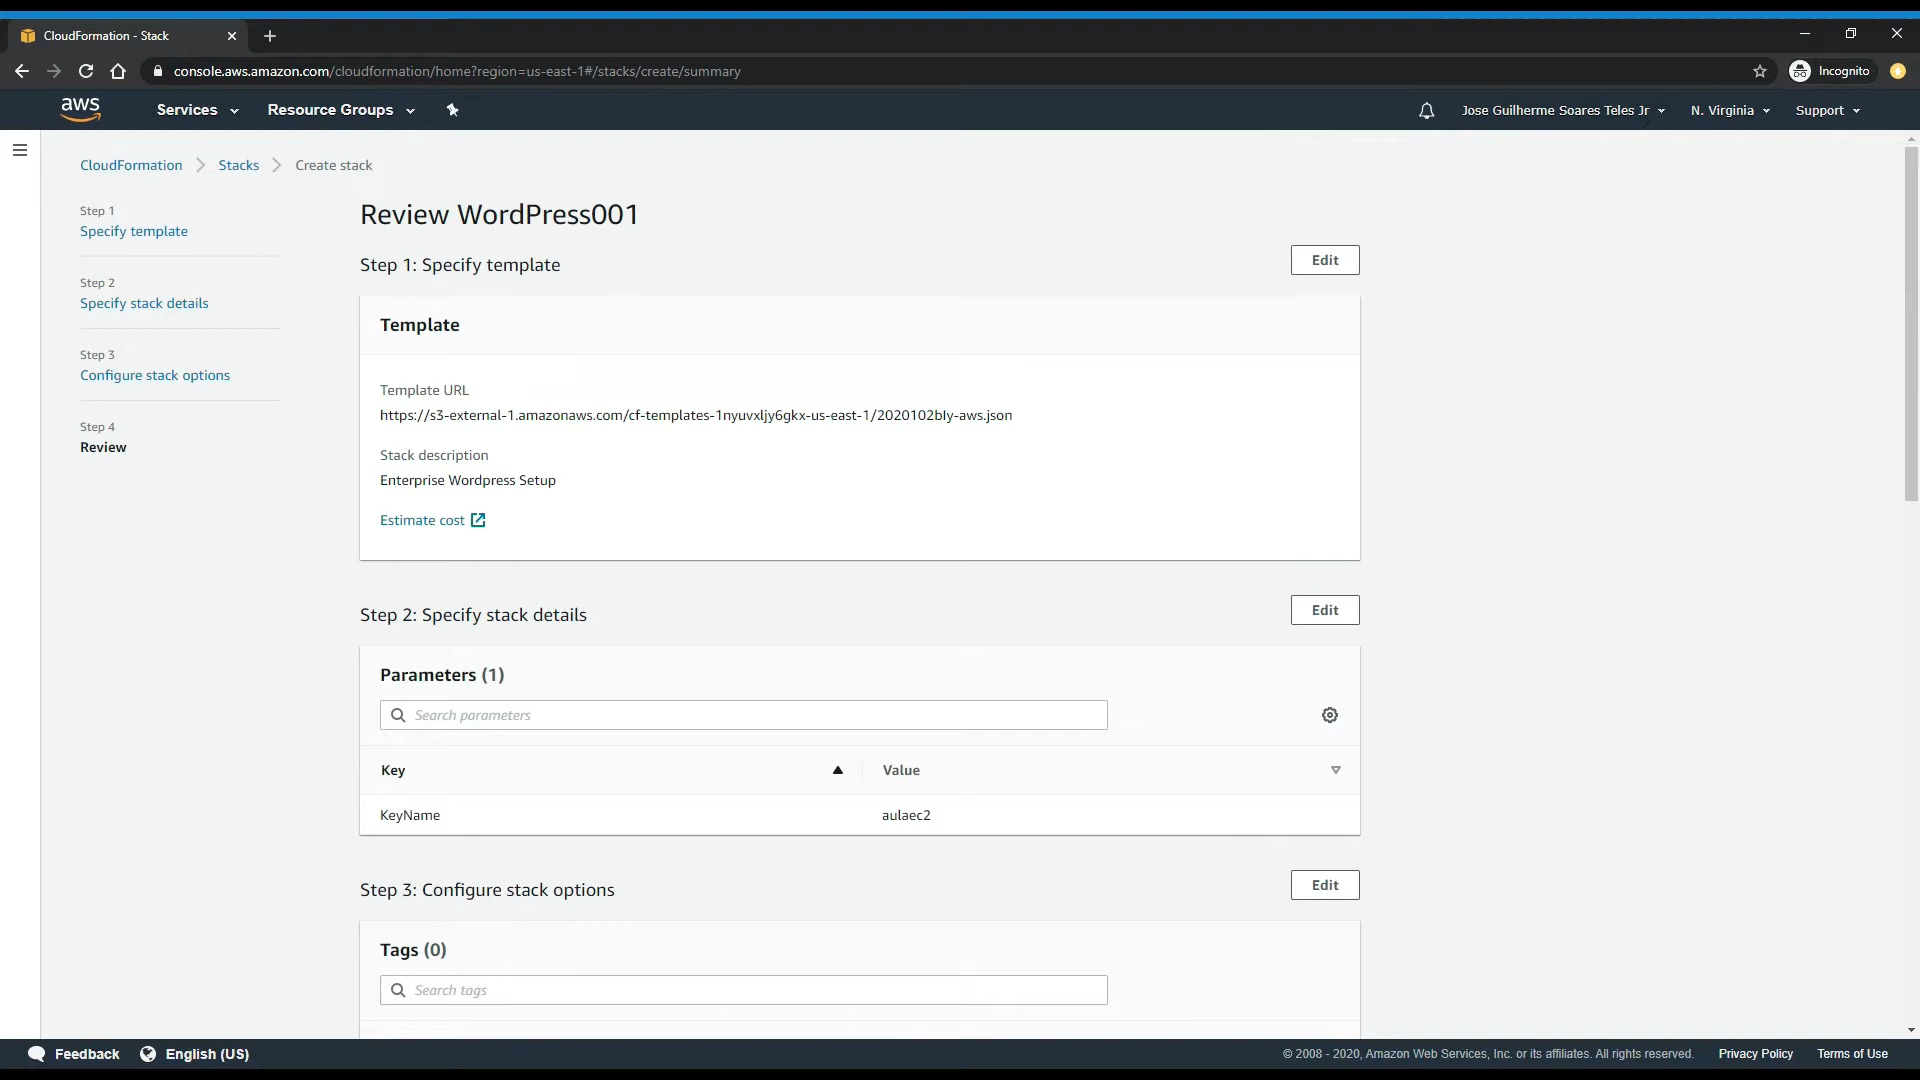 CloudFormation - Stack
console.aws.amazon.com/cloudformation/home?region=us-east-1#/stacks/create/summary
Incognito
aws
Services
Resource Groups
Jose Guilherme Soares Teles Jr
N. Virginia
Support
CloudFormation
Stacks
Create stack
Step 1
Specify template
Step 2
Specify stack details
Step 3
Configure stack options
Step 4
Review
Review WordPress001
Step 1: Specify template
Edit
Template
Template URL
https://s3-external-1.amazonaws.com/cf-templates-1nyuvxljy6gkx-us-east-1/2020102bly-aws.json
Stack description
Enterprise Wordpress Setup
Estimate cost
Step 2: Specify stack details
Edit
Parameters (1)
Search parameters
Key
Value
KeyName
aulaec2
Step 3: Configure stack options
Edit
Tags (0)
Search tags
Feedback
English (US)
© 2008 - 2020, Amazon Web Services, Inc. or its affiliates. All rights reserved.
Privacy Policy
Terms of Use